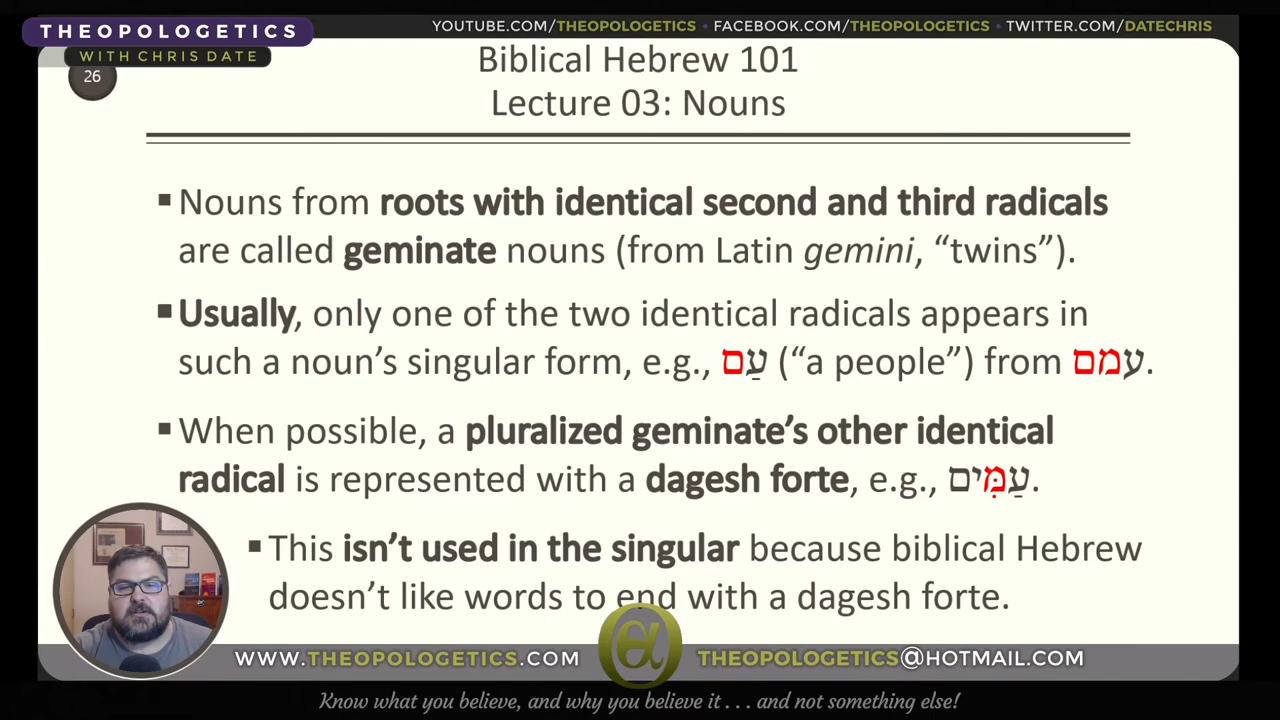 THEOPOLOGETICS
WITH CHRIS DATE
YOUTUBE.COM/THEOPOLOGETICS • FACEBOOK.COM/THEOPOLOGETICS • TWITTER.COM/DATECHRIS
26
Biblical Hebrew 101
Lecture 03: Nouns
▪ Nouns from roots with identical second and third radicals
are called geminate nouns (from Latin gemini, “twins”).
▪ Usually, only one of the two identical radicals appears in
such a noun’s singular form, e.g., עַם (“a people”) from עמם.
▪ When possible, a pluralized geminate’s other identical
radical is represented with a dagesh forte, e.g., עַמִּים.
▪ This isn’t used in the singular because biblical Hebrew
doesn’t like words to end with a dagesh forte.
WWW.THEOPOLOGETICS.COM
THEOPOLOGETICS@HOTMAIL.COM
Know what you believe, and why you believe it . . . and not something else!